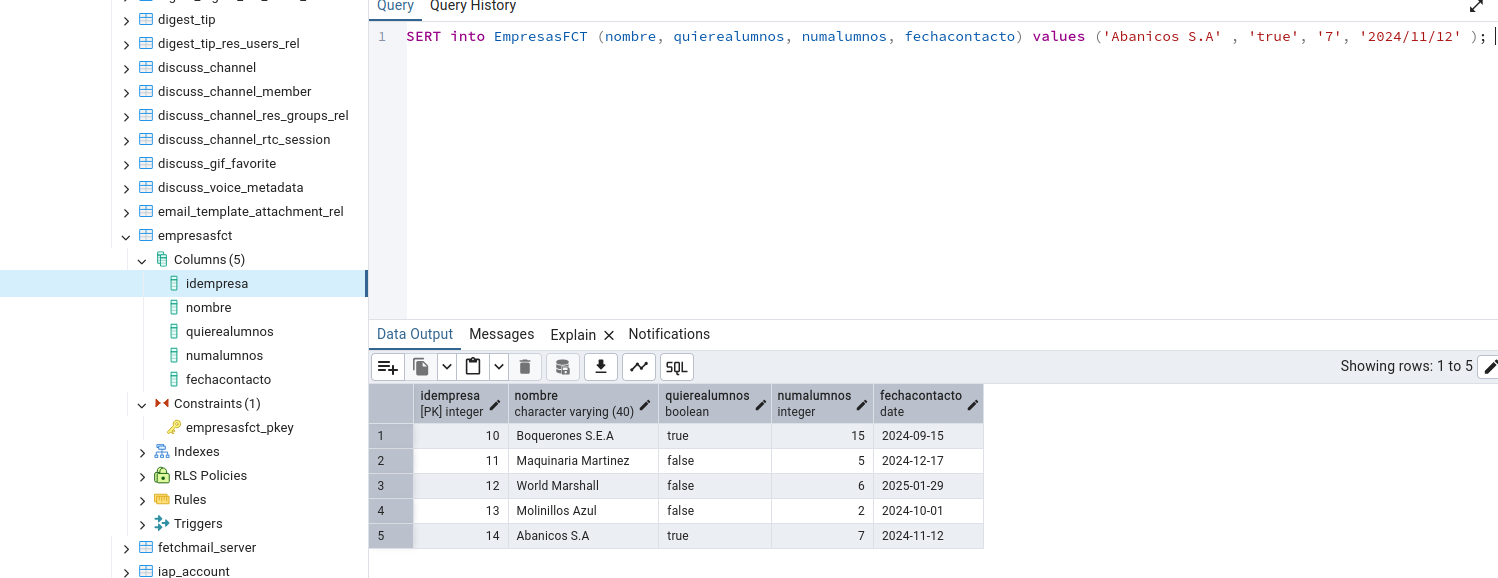 digest_tip
digest_tip_res_users_rel
discuss_channel
discuss_channel_member
discuss_channel_res_groups_rel
discuss_channel_rtc_session
discuss_gif_favorite
discuss_voice_metadata
email_template_attachment_rel
empresasfct
Columns (5)
idempresa
nombre
quierealumnos
numalumnos
fechacontacto
Constraints (1)
empresasfct_pkey
Indexes
RLS Policies
Rules
Triggers
fetchmail_server
iap_account
Query Query History
1 SERT into EmpresasFCT (nombre, quierealumnos, numalumnos, fechacontacto) values ('Abanicos S.A' , 'true', '7', '2024/11/12' );
Data Output Messages Explain Notifications
SQL Showing rows: 1 to 5
idempresa nombre quierealumnos numalumnos fechacontacto
[PK] integer character varying (40) boolean integer date
1 10 Boquerones S.E.A true 15 2024-09-15
2 11 Maquinaria Martinez false 5 2024-12-17
3 12 World Marshall false 6 2025-01-29
4 13 Molinillos Azul false 2 2024-10-01
5 14 Abanicos S.A true 7 2024-11-12